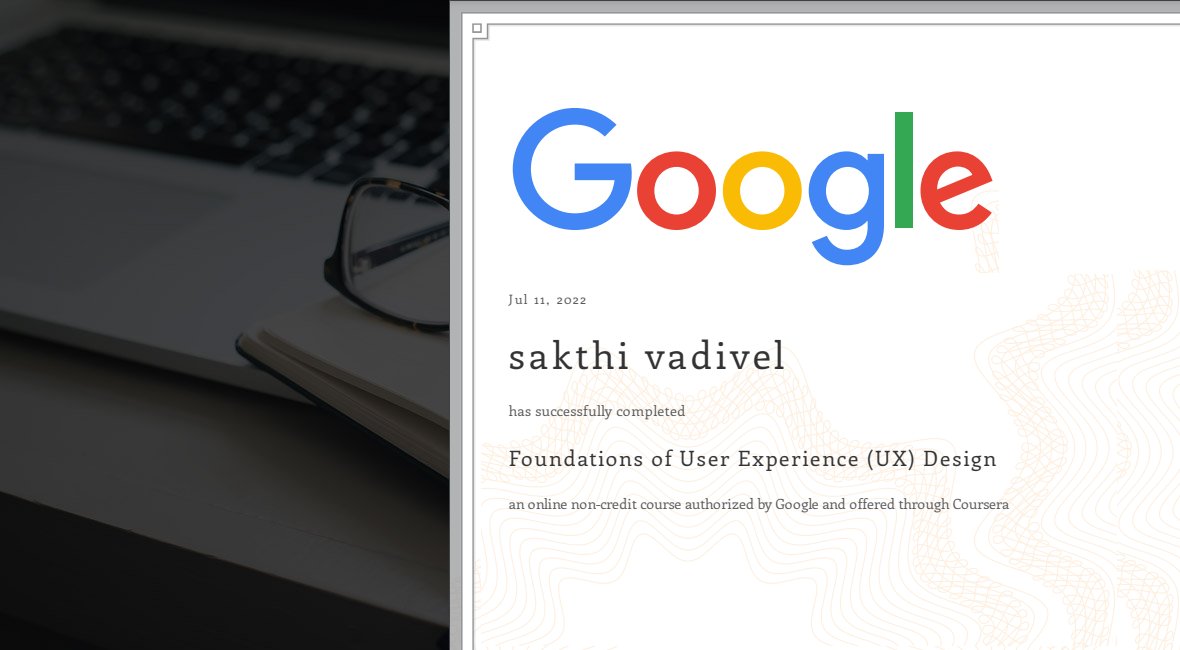 Google
Jul 11, 2022
sakthi vadivel
has successfully completed
Foundations of User Experience (UX) Design
an online non-credit course authorized by Google and offered through Coursera